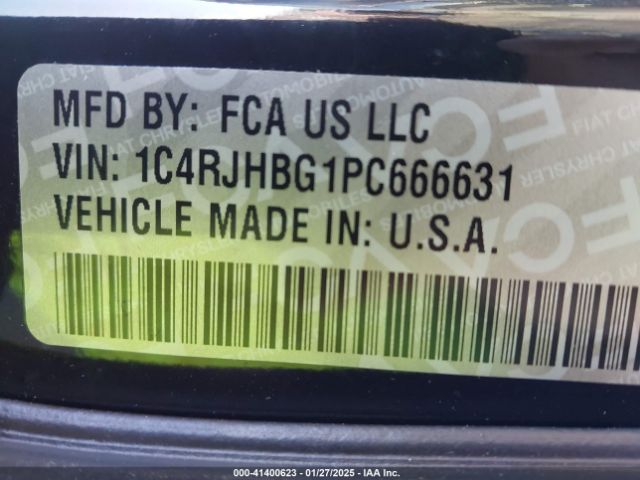 MFD BY: FCA US LLC
VIN: 1C4RJHBG1PC666631
VEHICLE MADE IN: U.S.A.
000-41400623 - 01/27/2025 - IAA Inc.